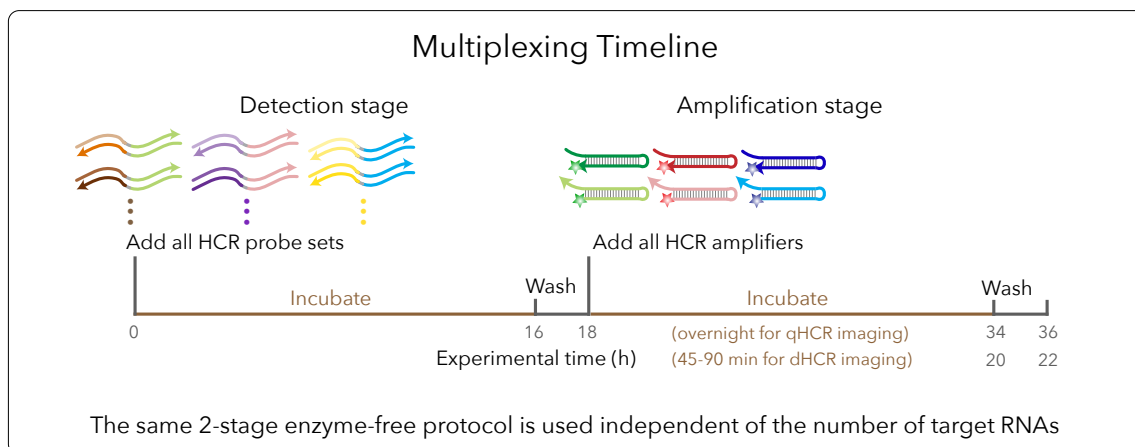 Multiplexing Timeline
Detection stage
Amplification stage
Add all HCR probe sets
Add all HCR amplifiers
Incubate
Wash
Incubate
Wash
0
16
18
(overnight for qHCR imaging)
34
36
Experimental time (h)
(45-90 min for dHCR imaging)
20
22
The same 2-stage enzyme-free protocol is used independent of the number of target RNAs